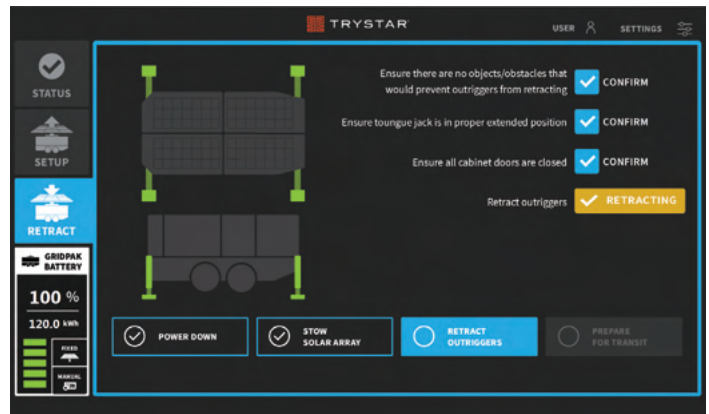 TRYSTAR
USER
SETTINGS
STATUS
SETUP
RETRACT
GRIDPAK
BATTERY
100 %
120.0 kWh
FIXED
MANUAL
Ensure there are no objects/obstacles that
would prevent outriggers from retracting
CONFIRM
Ensure toungue jack is in proper extended position
CONFIRM
Ensure all cabinet doors are closed
CONFIRM
Retract outriggers
RETRACTING
POWER DOWN
STOW
SOLAR ARRAY
RETRACT
OUTRIGGERS
PREPARE
FOR TRANSIT